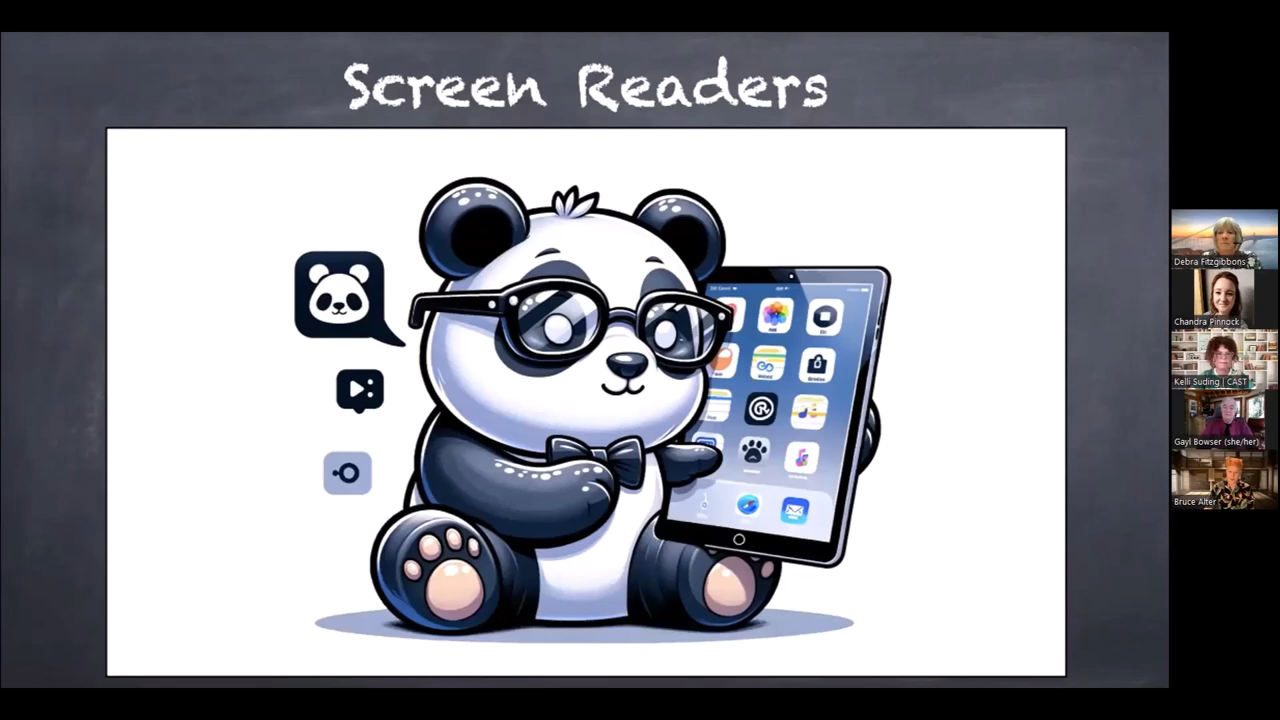 Screen Readers
Debra Fitzgibbons
Chandra Pinnock
Kelli Suding | CAST
Gayl Bowser (she/her)
Bruce Alter